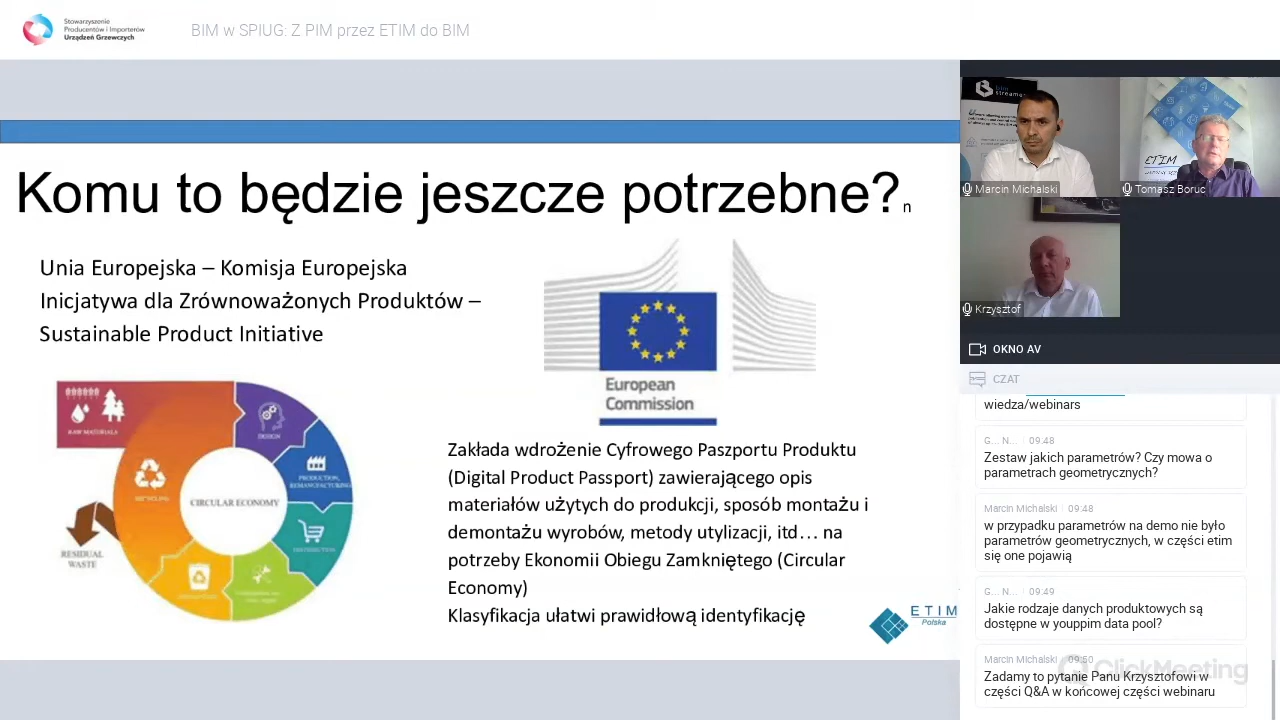 Stowarzyszenie
Producentów i Importerów
Urządzeń Grzewczych
BIM w SPIUG: Z PIM przez ETIM do BIM
Komu to będzie jeszcze potrzebne?n
Unia Europejska – Komisja Europejska
Inicjatywa dla Zrównoważonych Produktów –
Sustainable Product Initiative
European
Commission
RAW MATERIALS
DESIGN
PRODUCTION,
REMANUFACTURING
DISTRIBUTION
RECYCLING
CIRCULAR ECONOMY
RESIDUAL
WASTE
Zakłada wdrożenie Cyfrowego Paszportu Produktu
(Digital Product Passport) zawierającego opis
materiałów użytych do produkcji, sposób montażu i
demontażu wyrobów, metody utylizacji, itd… na
potrzeby Ekonomii Obiegu Zamkniętego (Circular
Economy)
Klasyfikacja ułatwi prawidłową identyfikację
ETIM
Polska
bim
streamer
ETIM
Marcin Michalski
Tomasz Boruc
Krzysztof
OKNO AV
CZAT
wiedza/webinars
G... N... 09:48
Zestaw jakich parametrów? Czy mowa o
parametrach geometrycznych?
Marcin Michalski 09:48
w przypadku parametrów na demonie było
parametrów geometrycznych, w części etim
się one pojawią
G... N... 09:49
Jakie rodzaje danych produktowych są
dostępne w youppim data pool?
Marcin Michalski 09:50
Zadamy to pytanie Panu Krzysztofowi w
części Q&A w końcowej części webinaru
ClickMeeting